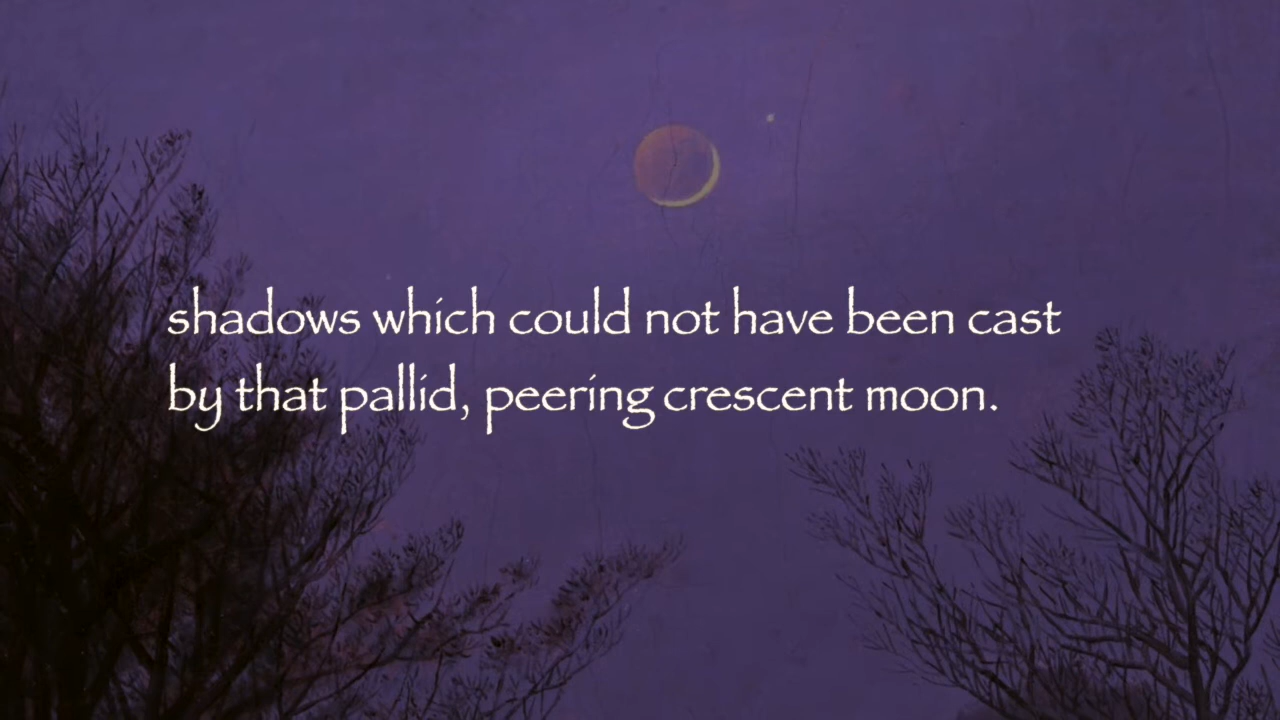 shadows which could not have been cast
by that pallid, peering crescent moon.